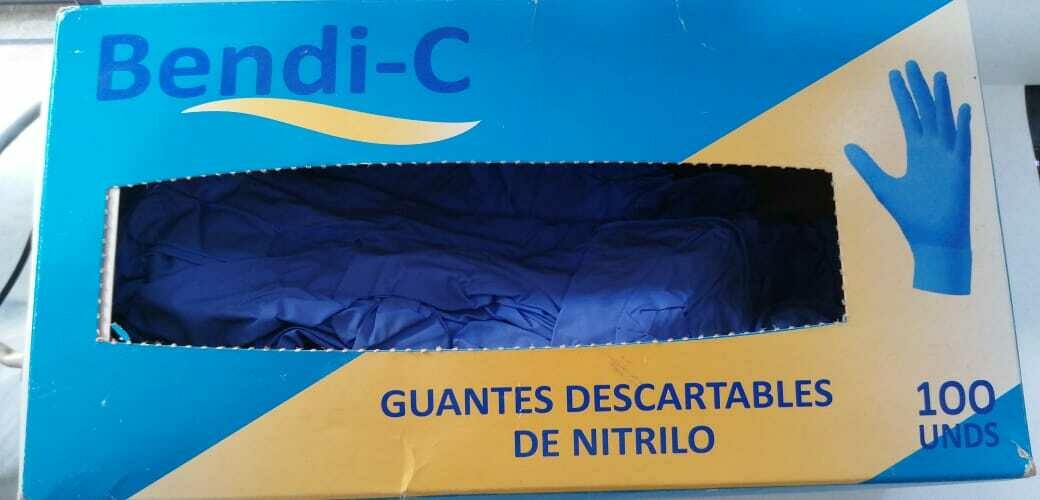 Bendi-C
GUANTES DESCARTABLES
DE NITRILO
100
UNDS